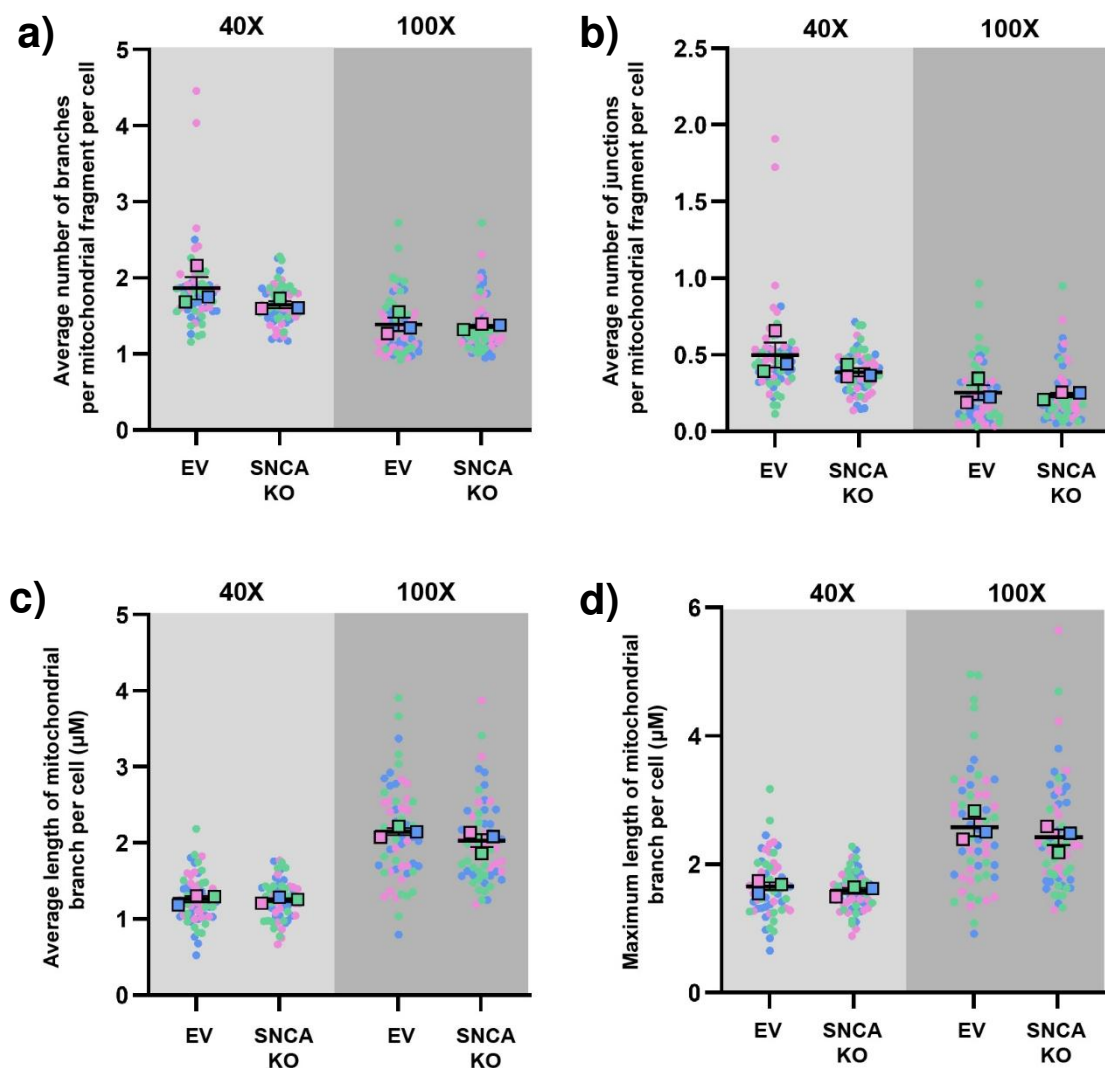 a)
40X
100X
Average number of branches
per mitochondrial fragment per cell
5
4
3
2
1
0
EV
SNCA
KO
EV
SNCA
KO
b)
40X
100X
Average number of junctions
per mitochondrial fragment per cell
2.5
2.0
1.5
1.0
0.5
0.0
EV
SNCA
KO
EV
SNCA
KO
c)
40X
100X
Average length of mitochondrial
branch per cell (µM)
5
4
3
2
1
0
EV
SNCA
KO
EV
SNCA
KO
d)
40X
100X
Maximum length of mitochondrial
branch per cell (µM)
6
4
2
0
EV
SNCA
KO
EV
SNCA
KO